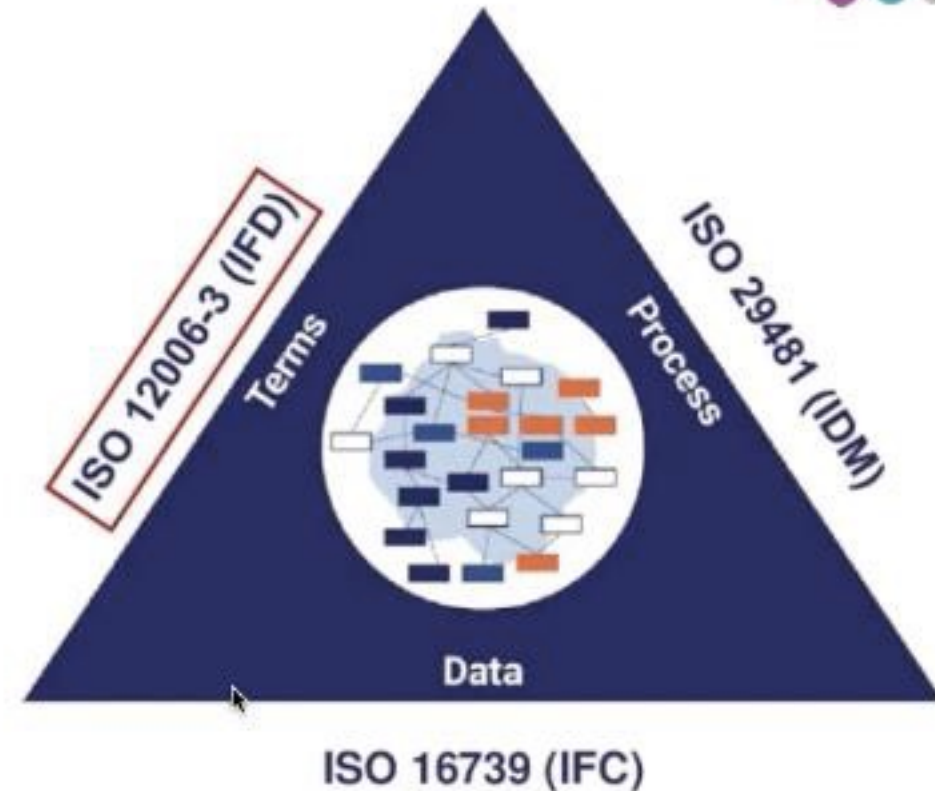 ISO 12006-3 (IFD)
Terms
Process
ISO 29481 (IDM)
Data
ISO 16739 (IFC)